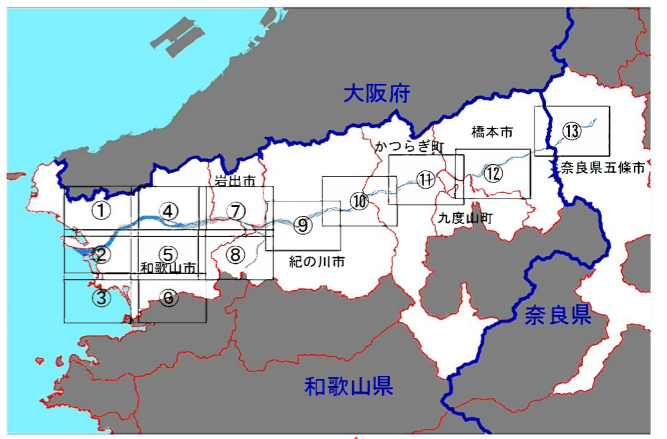 大阪府
橋本市
⑬
かつらぎ町
奈良県五條市
岩出市
⑪
⑫
①
④
⑦
⑩
⑨
九度山町
②
⑤
⑧
和歌山市
紀の川市
③
⑥
奈良県
和歌山県